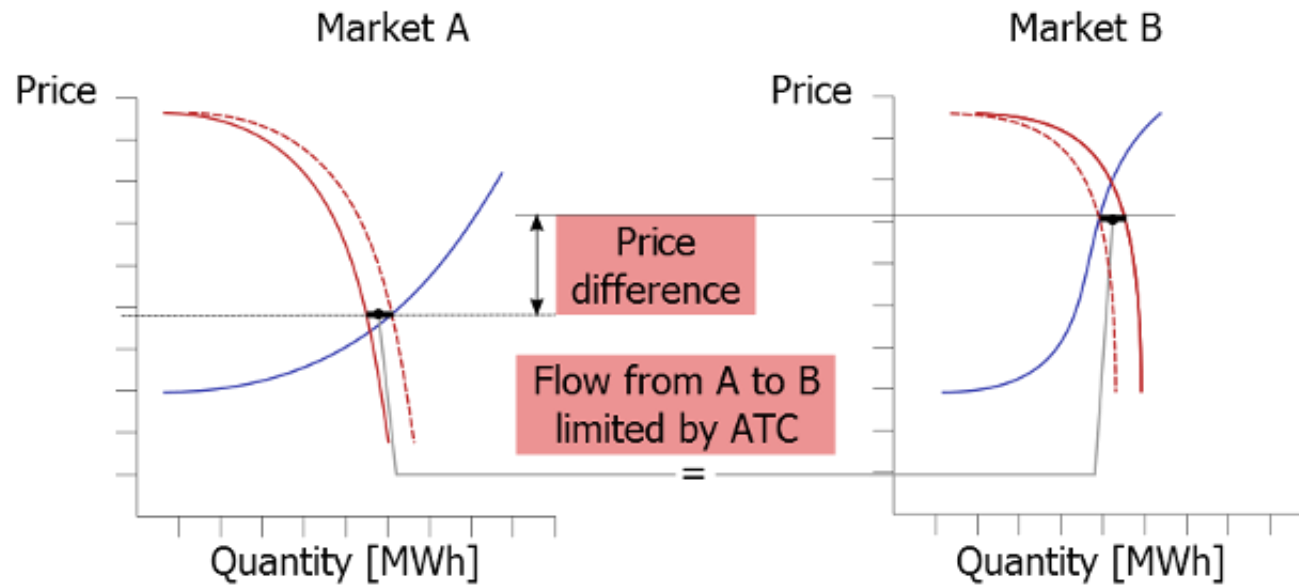 Market A
Market B
Price
Price
Price
difference
Flow from A to B
limited by ATC
=
Quantity [MWh]
Quantity [MWh]